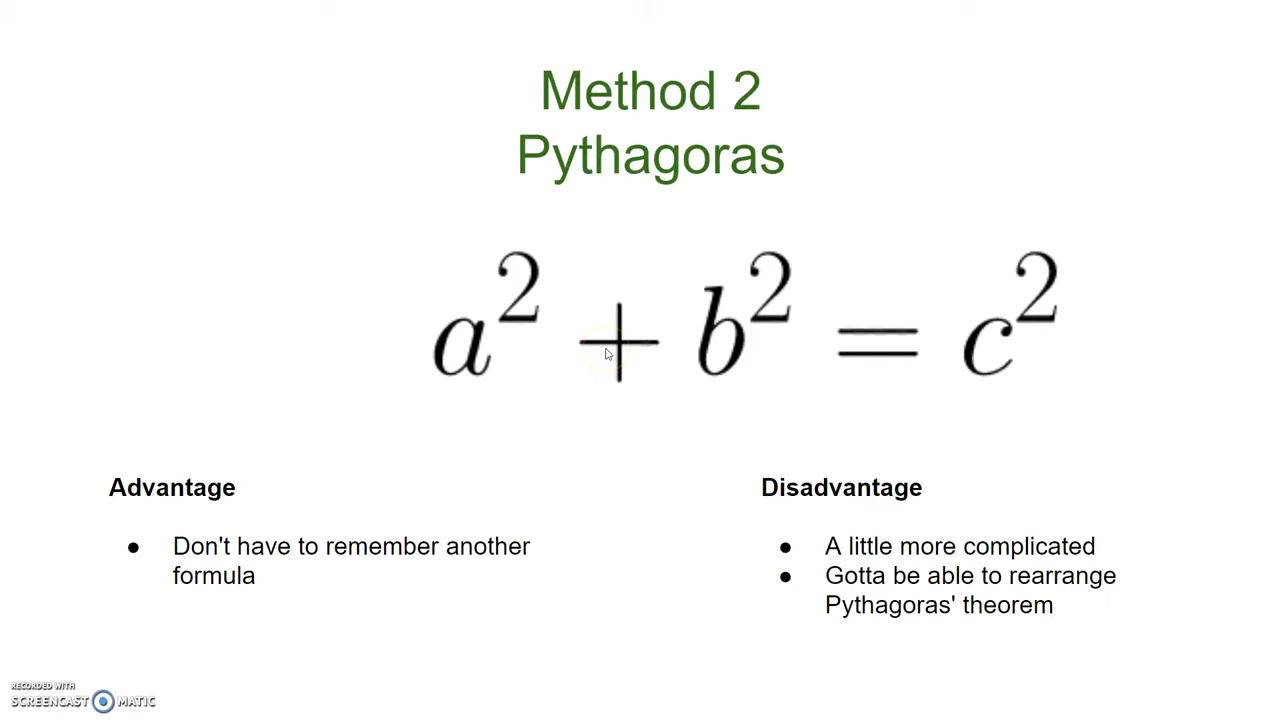 Method 2
Pythagoras
a² + b² = c²
Advantage
● Don't have to remember another
formula
Disadvantage
● A little more complicated
● Gotta be able to rearrange
Pythagoras' theorem
RECORDED WITH
SCREENCAST MATIC